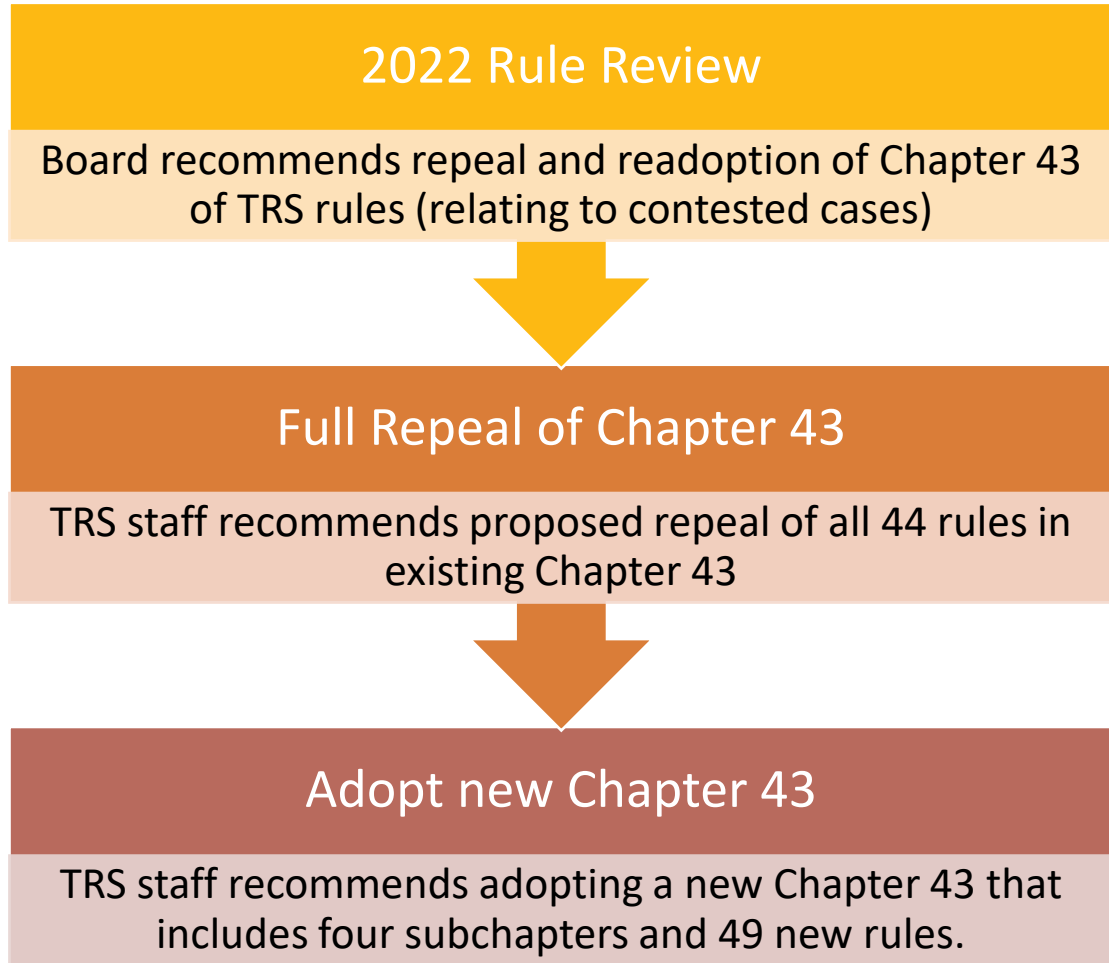 2022 Rule Review
Board recommends repeal and readoption of Chapter 43
of TRS rules (relating to contested cases)
Full Repeal of Chapter 43
TRS staff recommends proposed repeal of all 44 rules in
existing Chapter 43
Adopt new Chapter 43
TRS staff recommends adopting a new Chapter 43 that
includes four subchapters and 49 new rules.